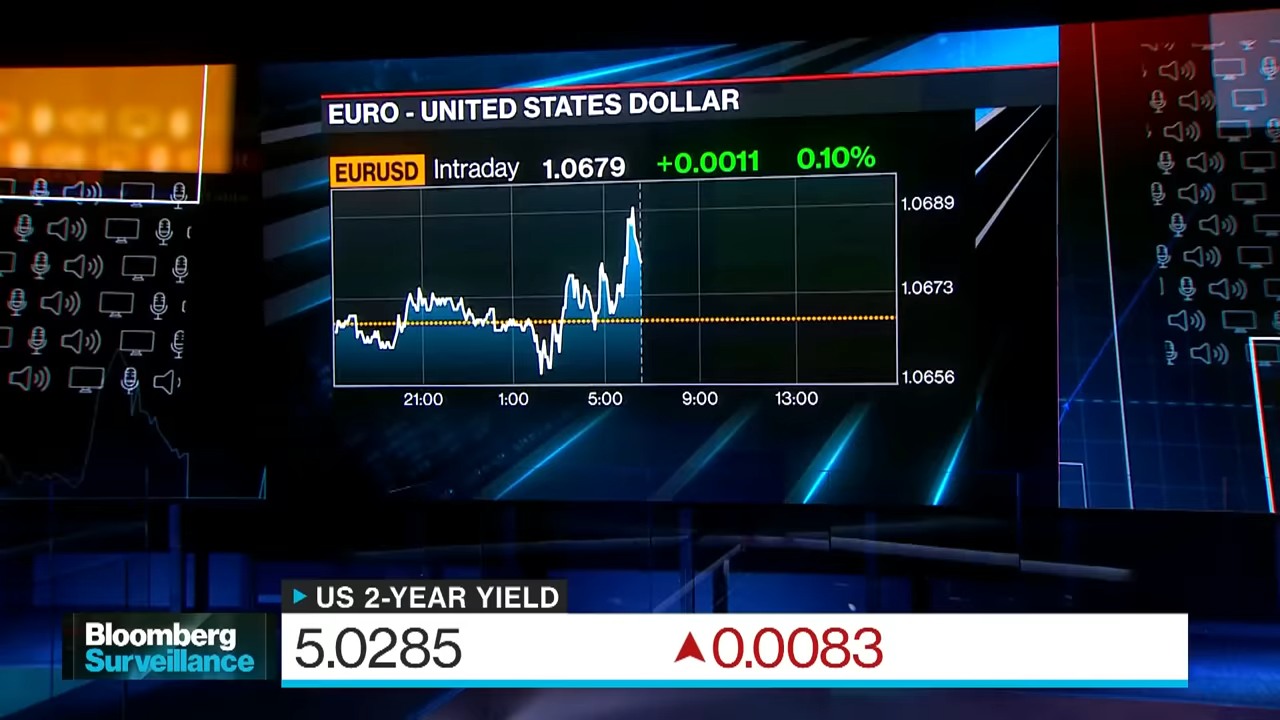 EURO - UNITED STATES DOLLAR
EURUSD Intraday 1.0679 +0.0011 0.10%
1.0689
1.0673
1.0656
21:00 1:00 5:00 9:00 13:00
US 2-YEAR YIELD
Bloomberg
Surveillance
5.0285 0.0083